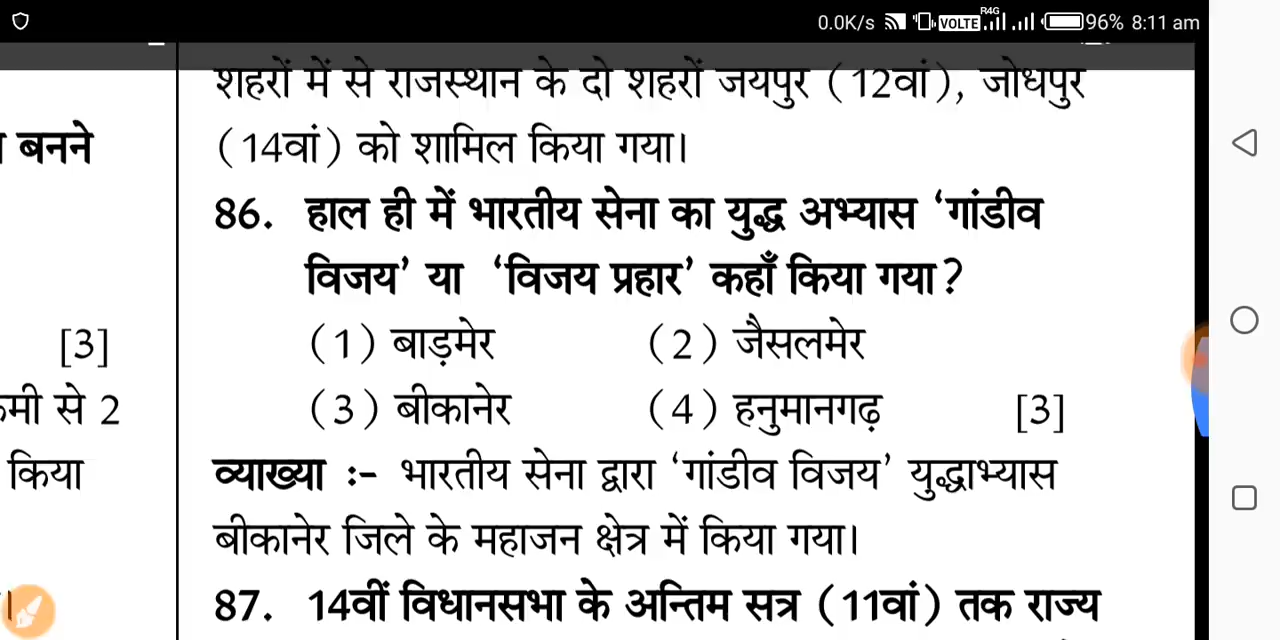 0.0K/s VOLTE R4G 96% 8:11 am
शहरों में से राजस्थान के दो शहरों जयपुर (12वां), जोधपुर
(14वां) को शामिल किया गया।
बनने
86. हाल ही में भारतीय सेना का युद्ध अभ्यास ‘गांडीव
विजय’ या ‘विजय प्रहार’ कहाँ किया गया?
[3]
(1) बाड़मेर (2) जैसलमेर
से 2
(3) बीकानेर (4) हनुमानगढ़ [3]
किया
व्याख्या :- भारतीय सेना द्वारा ‘गांडीव विजय’ युद्धाभ्यास
बीकानेर जिले के महाजन क्षेत्र में किया गया।
87. 14वीं विधानसभा के अन्तिम सत्र (11वां) तक राज्य